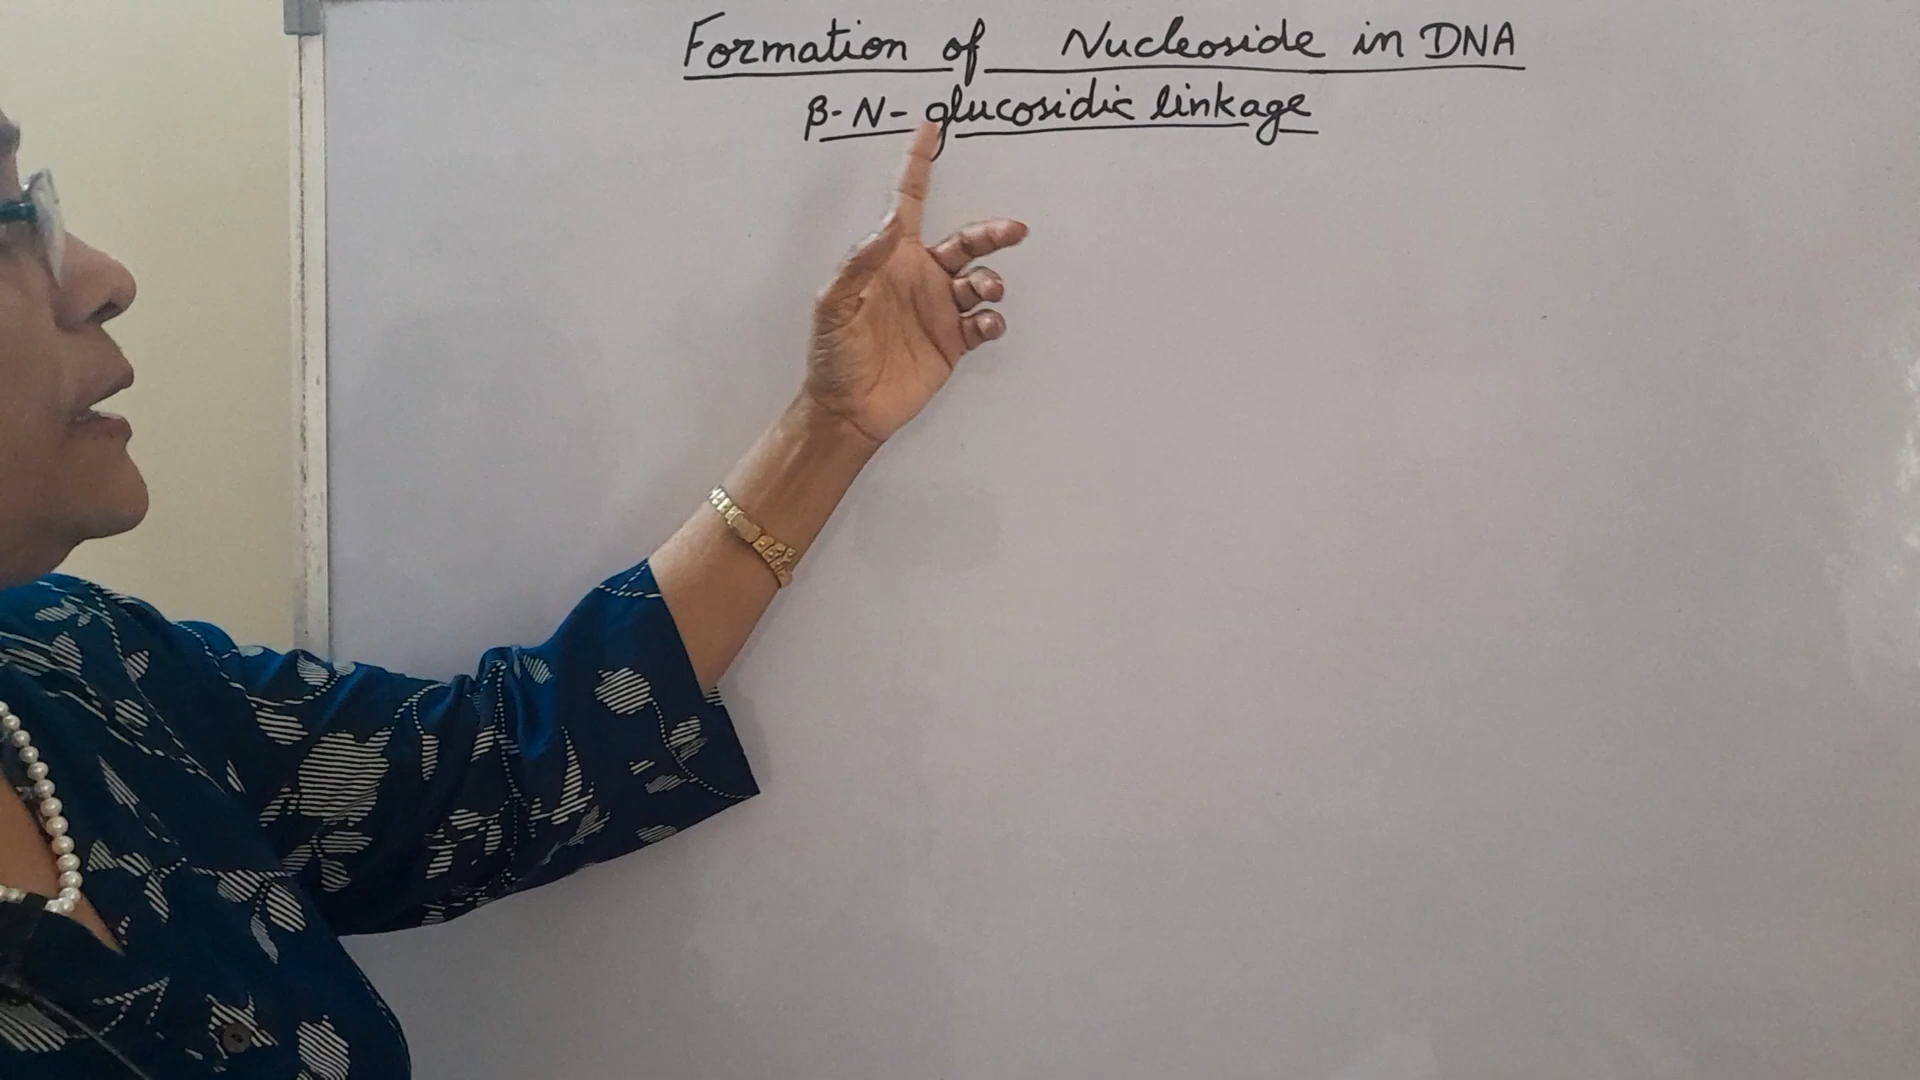 Formation of Nucleoside in DNA
β-N-glucosidic linkage